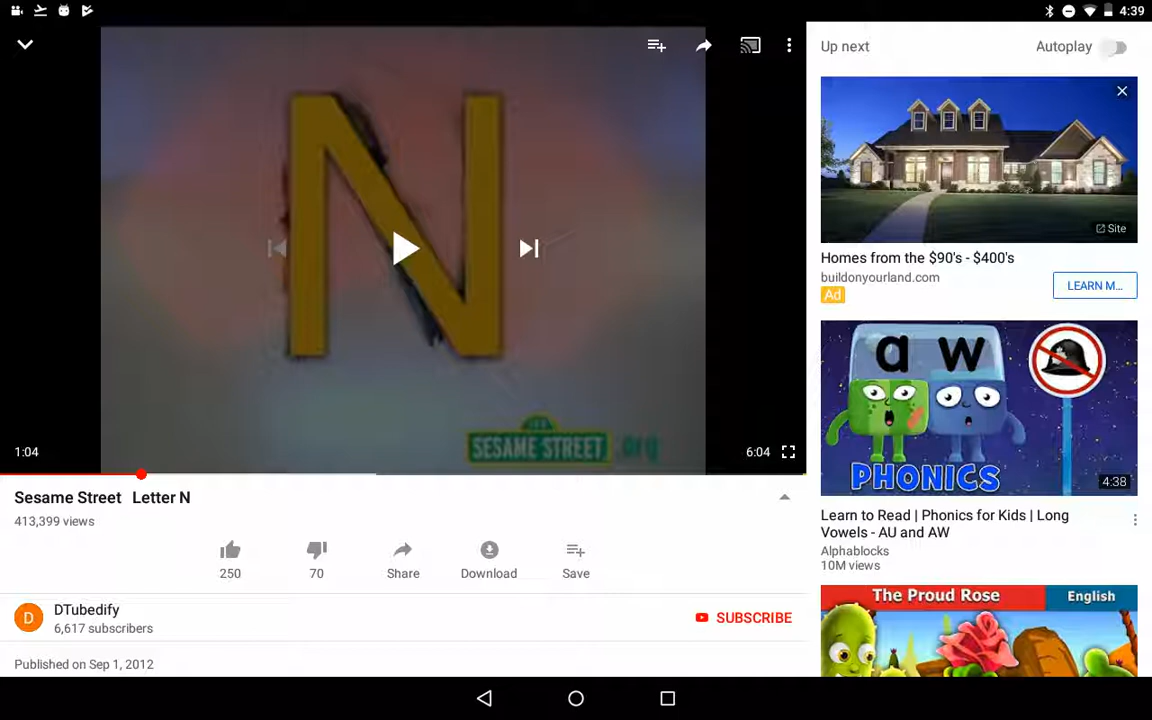 4:39
N
SESAME STREET .org
1:04
6:04
Sesame Street Letter N
413,399 views
250
70
Share
Download
Save
D
DTubedify
6,617 subscribers
SUBSCRIBE
Published on Sep 1, 2012
Up next
Autoplay
Site
Homes from the $90's - $400's
buildonyourland.com
Ad
LEARN M...
a w
PHONICS
4:38
Learn to Read | Phonics for Kids | Long
Vowels - AU and AW
Alphablocks
10M views
The Proud Rose
English